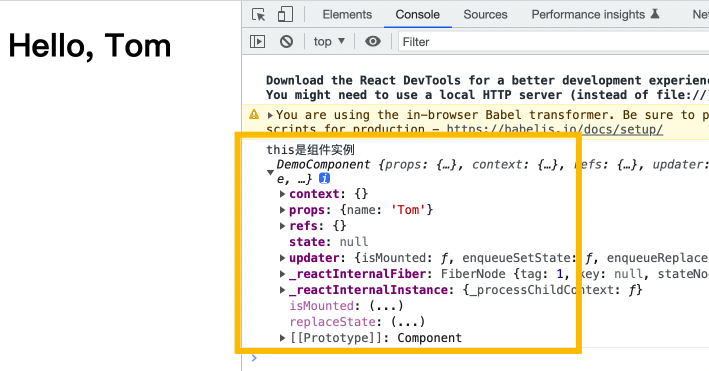 Hello, Tom
Elements Console Sources Performance insights Net
top Filter
Download the React DevTools for a better development experien
You might need to use a local HTTP server (instead of file://)
You are using the in-browser Babel transformer. Be sure to p
scripts for production - https://babeljs.io/docs/setup/
this是组件实例
DemoComponent {props: {…}, context: {…}, refs: {…}, updater:
e, …}
context: {}
props: {name: 'Tom'}
refs: {}
state: null
updater: {isMounted: ƒ, enqueueSetState: ƒ, enqueueReplace
_reactInternalFiber: FiberNode {tag: 1, key: null, stateNo
_reactInternalInstance: {_processChildContext: ƒ}
isMounted: (...)
replaceState: (...)
[[Prototype]]: Component